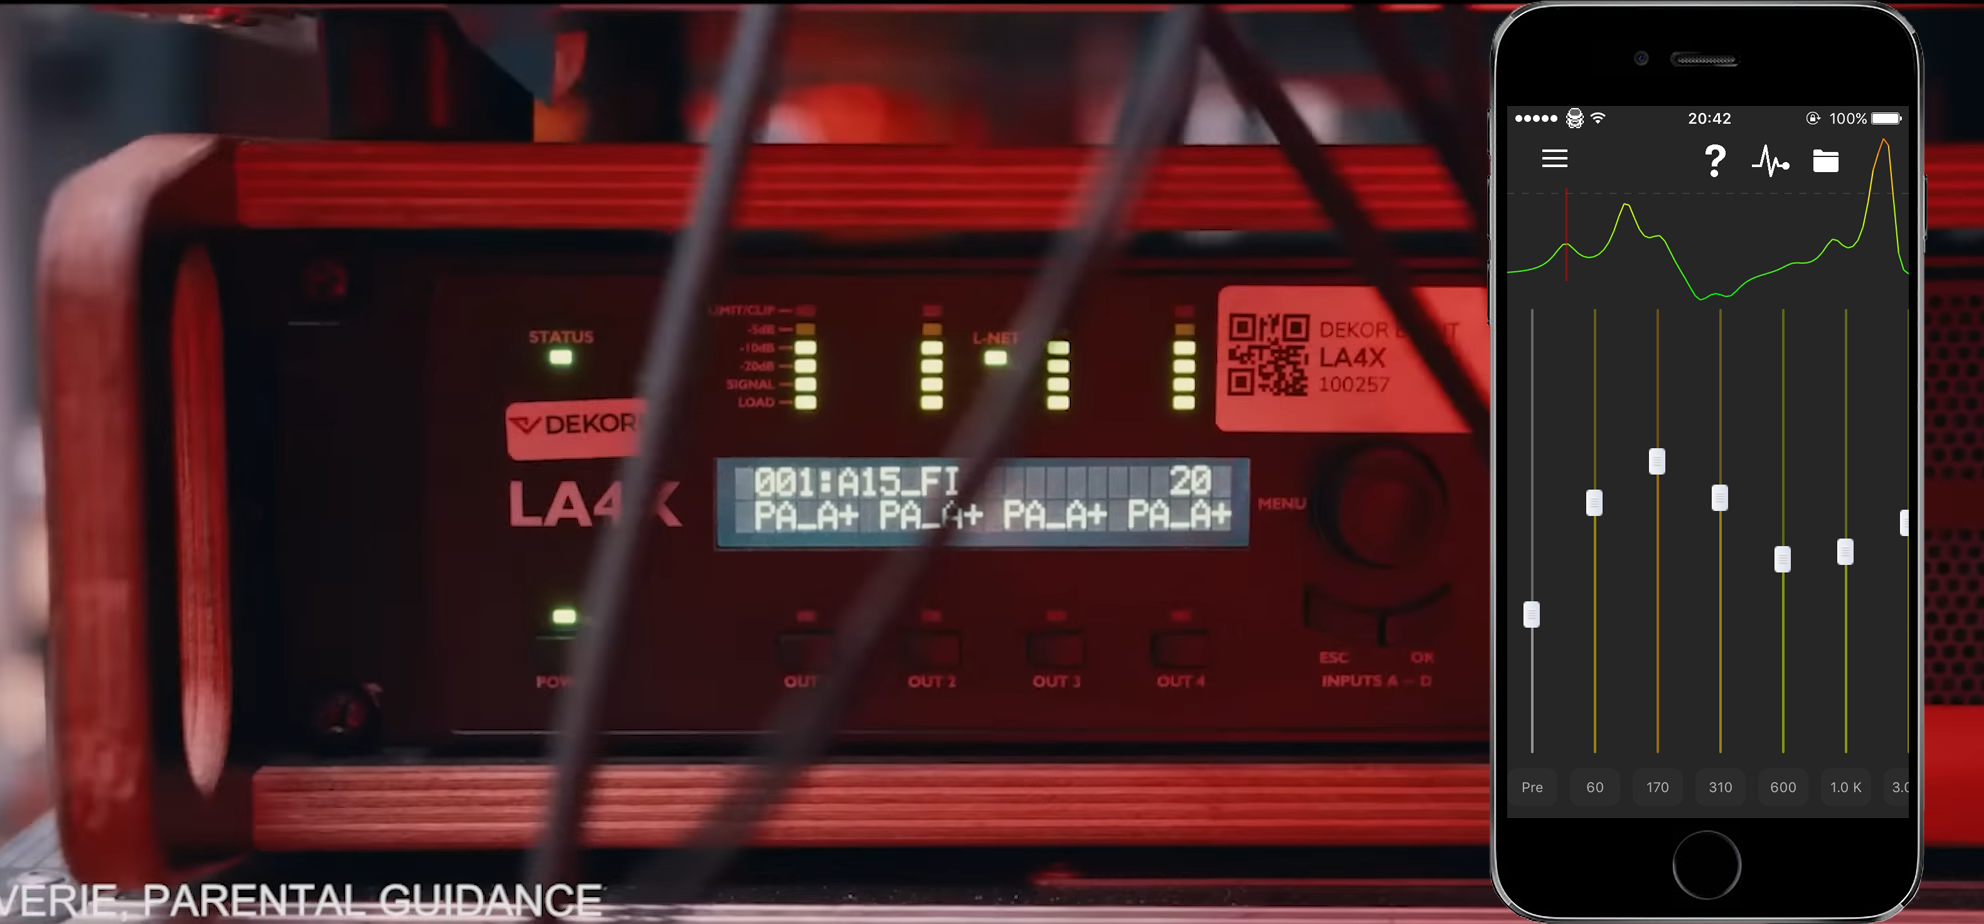 STATUS
LIMIT/CLIP
-5dB
-10dB
-20dB
SIGNAL
LOAD
L-NET
DEKOR
LA4X
100257
DEKOR
LA4X
001:A15_FI 20
PA_A+ PA_A+ PA_A+ PA_A+
MENU
OUT 2
OUT 3
OUT 4
ESC
OK
INPUTS A – D
PARENTAL GUIDANCE
20:42
100%
?
Pre
60
170
310
600
1.0 K